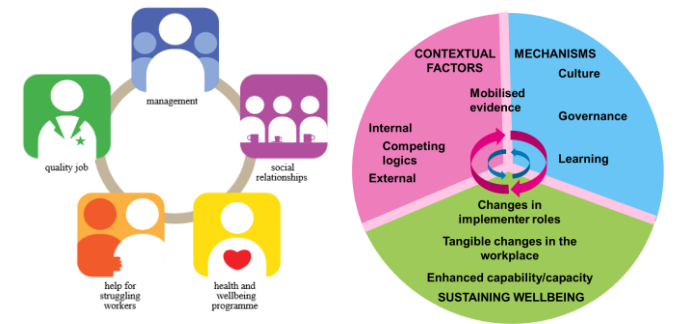 management
quality job
social
relationships
help for
struggling
workers
health and
wellbeing
programme
CONTEXTUAL
FACTORS
Mobilised
evidence
Internal
Competing
logics
External
MECHANISMS
Culture
Governance
Learning
Changes in
implementer roles
Tangible changes in the
workplace
Enhanced capability/capacity
SUSTAINING WELLBEING